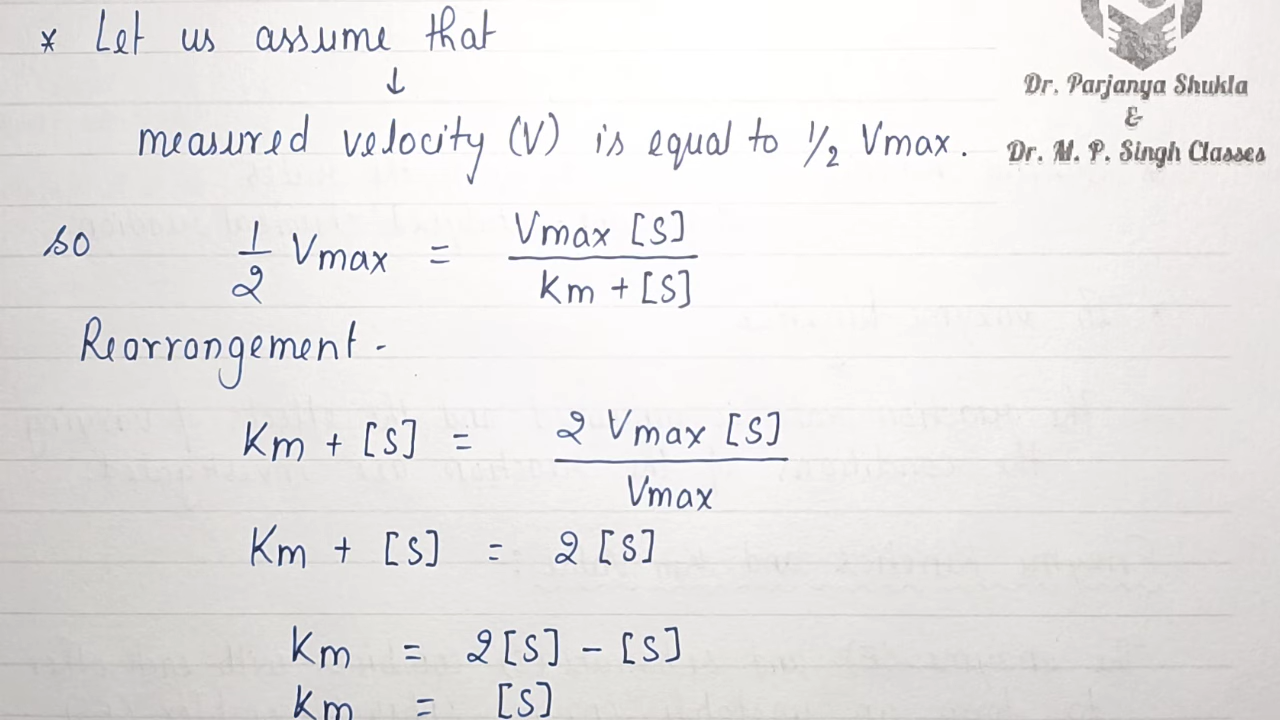 * Let us assume that
↓
measured velocity (V) is equal to 1/2 Vmax.
Dr. Parjanya Shukla
&
Dr. M. P. Singh Classes
so 1/2 Vmax = Vmax [S] / Km + [S]
Rearrangement -
Km + [S] = 2 Vmax [S] / Vmax
Km + [S] = 2 [S]
Km = 2[S] - [S]
Km = [S]